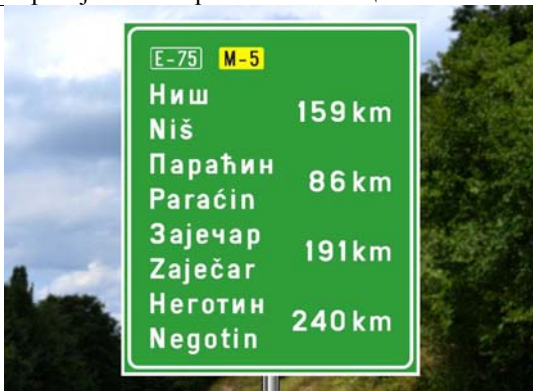 E-75 M-5
Ниш
Niš
159 km
Параћин
Paraćin
86 km
Зајечар
Zaječar
191 km
Неготин
Negotin
240 km